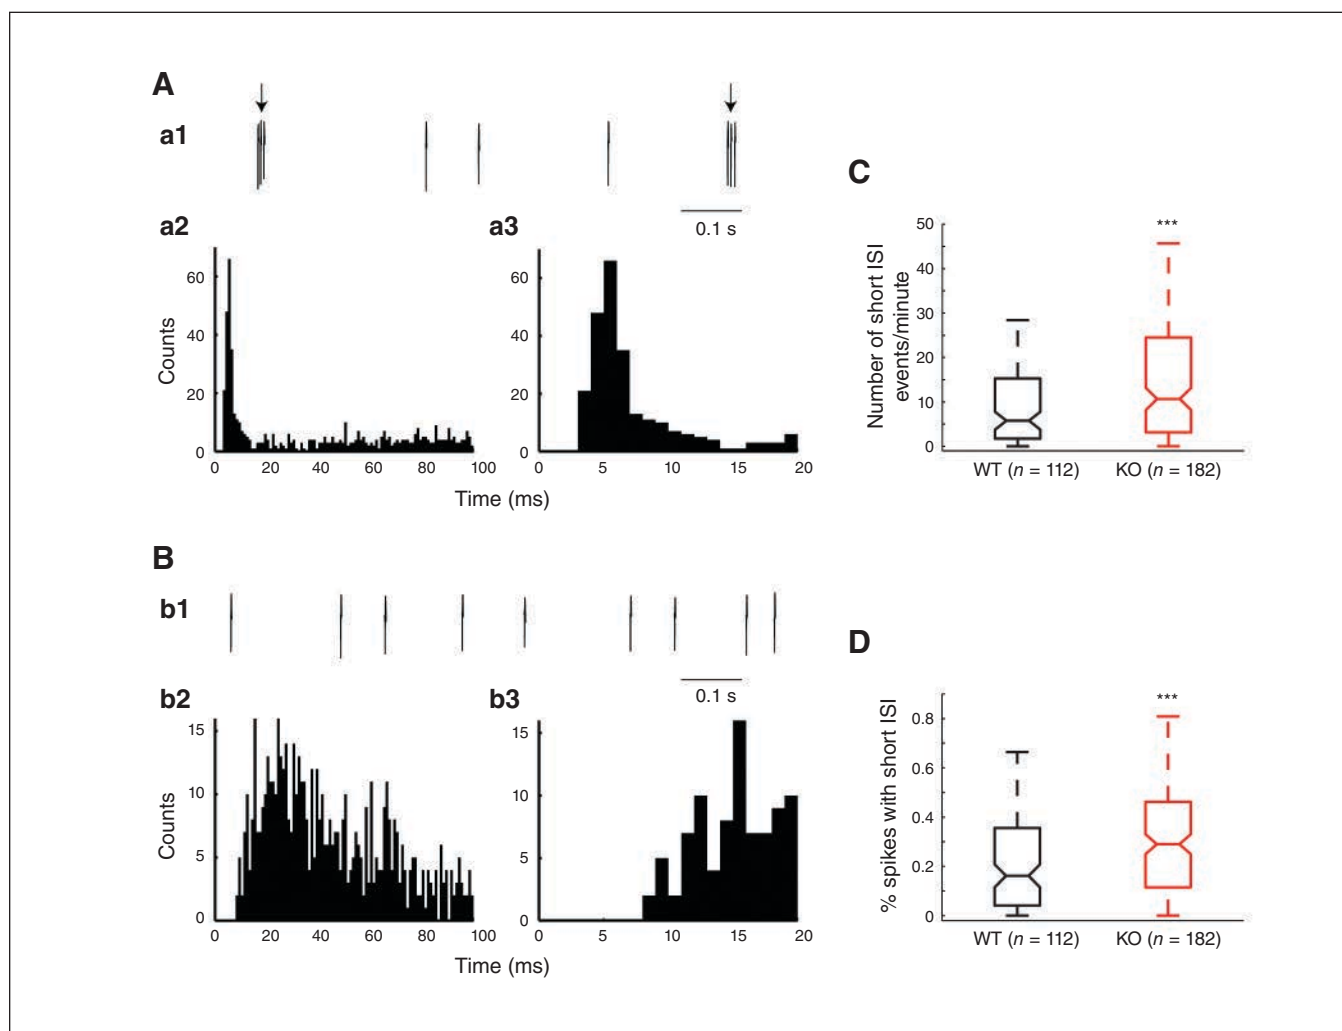 A
a1
0.1 s
a2
Counts
60
40
20
0
0 20 40 60 80 100
a3
60
40
20
0
0 5 10 15 20
Time (ms)
B
b1
0.1 s
b2
Counts
15
10
5
0
0 20 40 60 80 100
b3
15
10
5
0
0 5 10 15 20
Time (ms)
C
Number of short ISI
events/minute
50
40
30
20
10
0
***
WT (n = 112) KO (n = 182)
D
% spikes with short ISI
0.8
0.6
0.4
0.2
0
***
WT (n = 112) KO (n = 182)